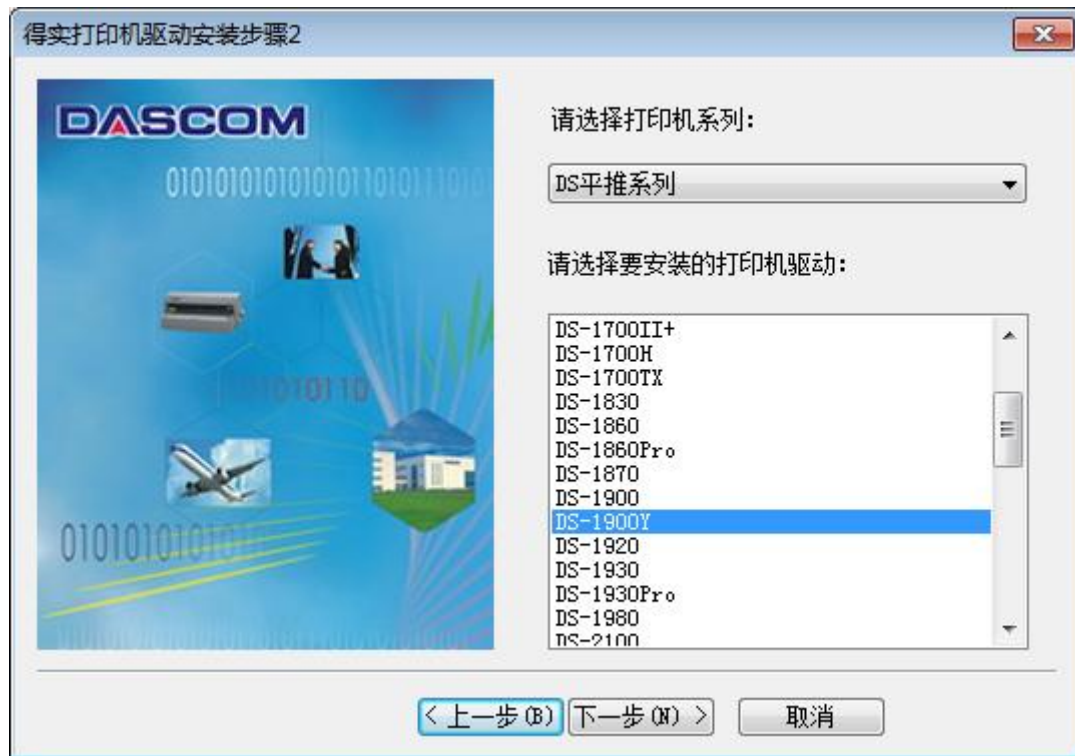 得实打印机驱动安装步骤2
DASCOM
010101010101010110101110101
请选择打印机系列：
DS平推系列
请选择要安装的打印机驱动：
DS-1700II+
DS-1700H
DS-1700TX
DS-1830
DS-1860
DS-1860Pro
DS-1870
DS-1900
DS-1900Y
DS-1920
DS-1930
DS-1930Pro
DS-1980
DS-2100
< 上一步(B)
下一步(N) >
取消